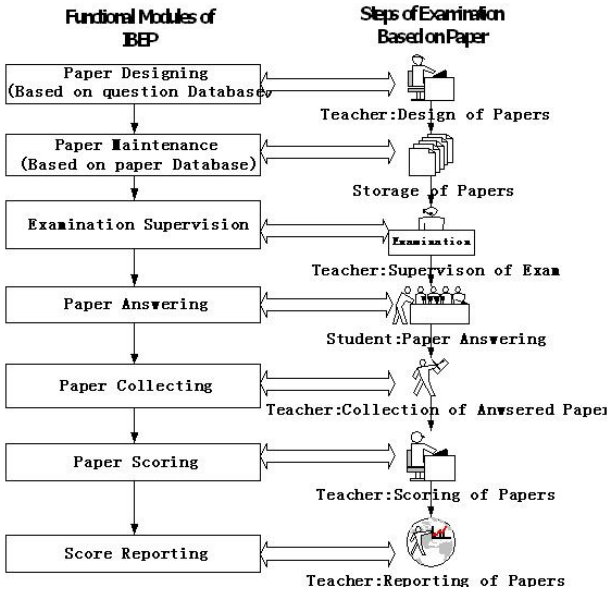 Functional Modules of
IBEP
Steps of Examination
Based on Paper
Paper Designing
(Based on question Database)
Teacher:Design of Papers
Paper Maintenance
(Based on paper Database)
Storage of Papers
Examination Supervision
Examination
Teacher:Supervison of Exam
Paper Answering
Student:Paper Answering
Paper Collecting
Teacher:Collection of Anwsered Paper
Paper Scoring
Teacher:Scoring of Papers
Score Reporting
Teacher:Reporting of Papers